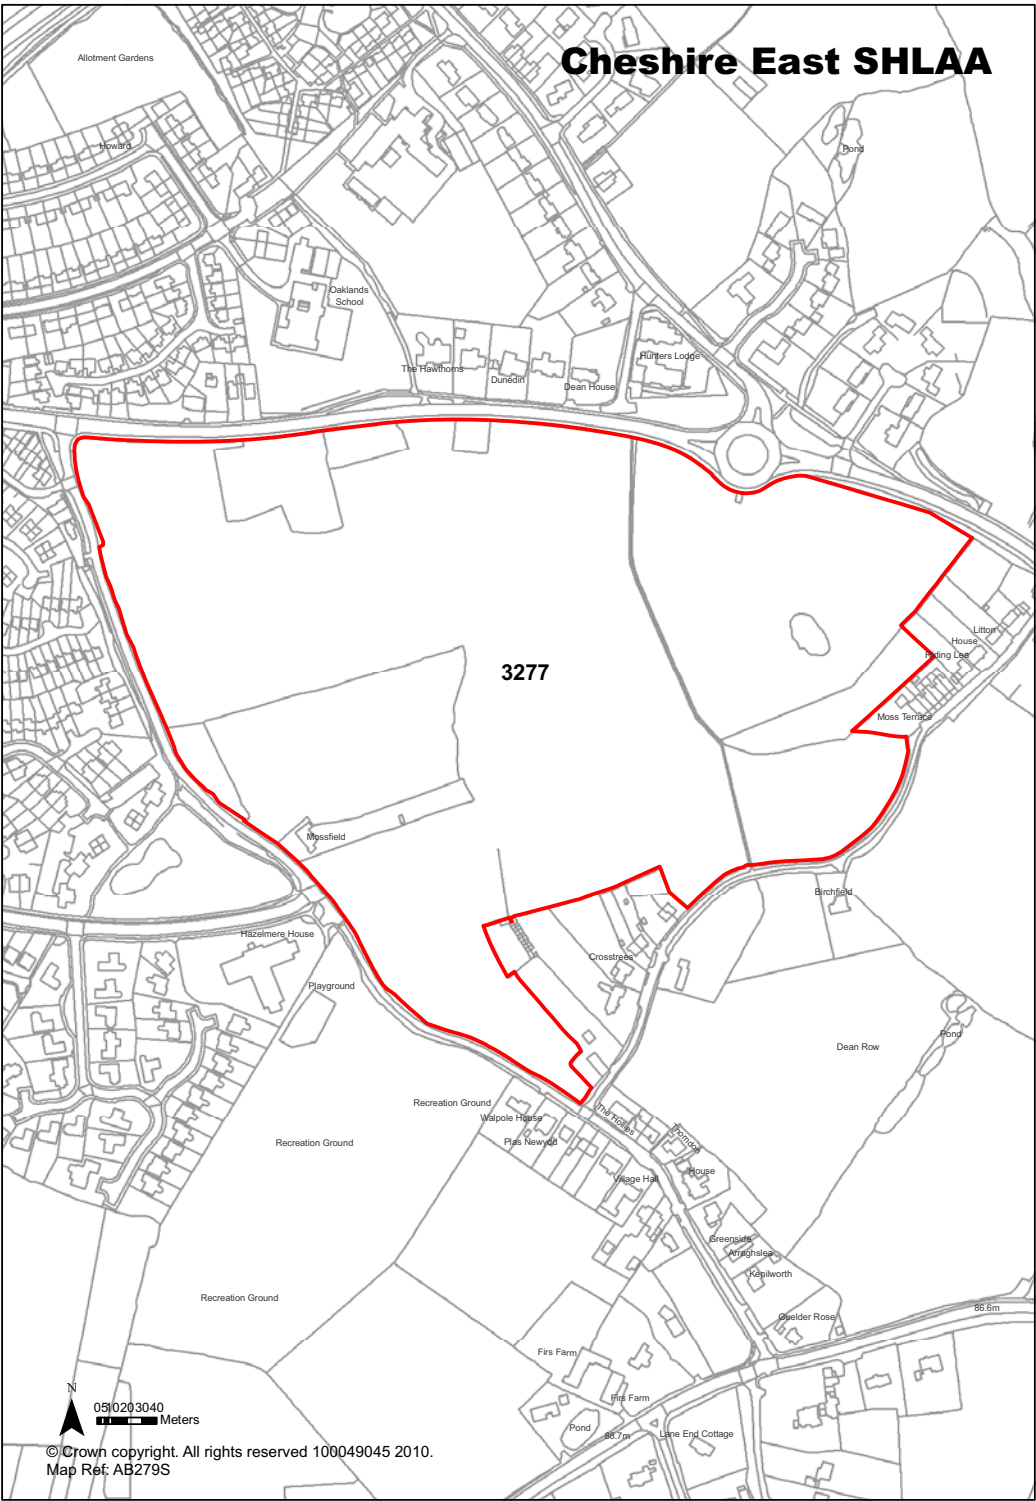 Cheshire East SHLAA
Allotment Gardens
Howard
Pond
Oaklands
School
The Hawthorns
Dunedin
Dean House
Hunters Lodge
3277
Litton
House
Riding Lea
Moss Terrace
Mossfield
Birchfield
Hazelmere House
Crosstrees
Playground
Pond
Dean Row
Recreation Ground
Walpole House
The Hollies
Recreation Ground
Plas Newydd
Thorndon
House
Village Hall
Greenside
Arraghslea
Kenilworth
Recreation Ground
86.6m
Guelder Rose
Firs Farm
Firs Farm
Pond
88.7m
Lane End Cottage
N
0510203040
Meters
© Crown copyright. All rights reserved 100049045 2010.
Map Ref: AB279S